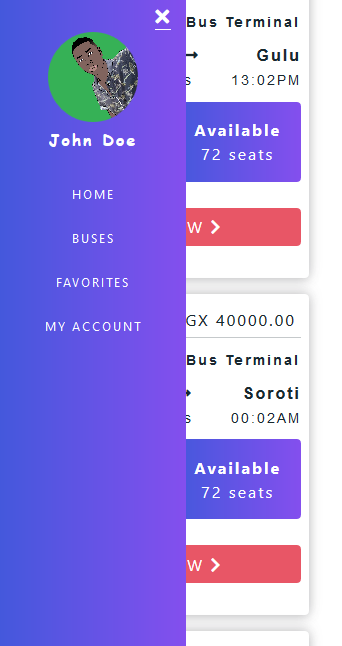 John Doe
HOME
BUSES
FAVORITES
MY ACCOUNT
Bus Terminal
Gulu
s 13:02PM
Available
72 seats
W
GX 40000.00
Bus Terminal
Soroti
s 00:02AM
Available
72 seats
W